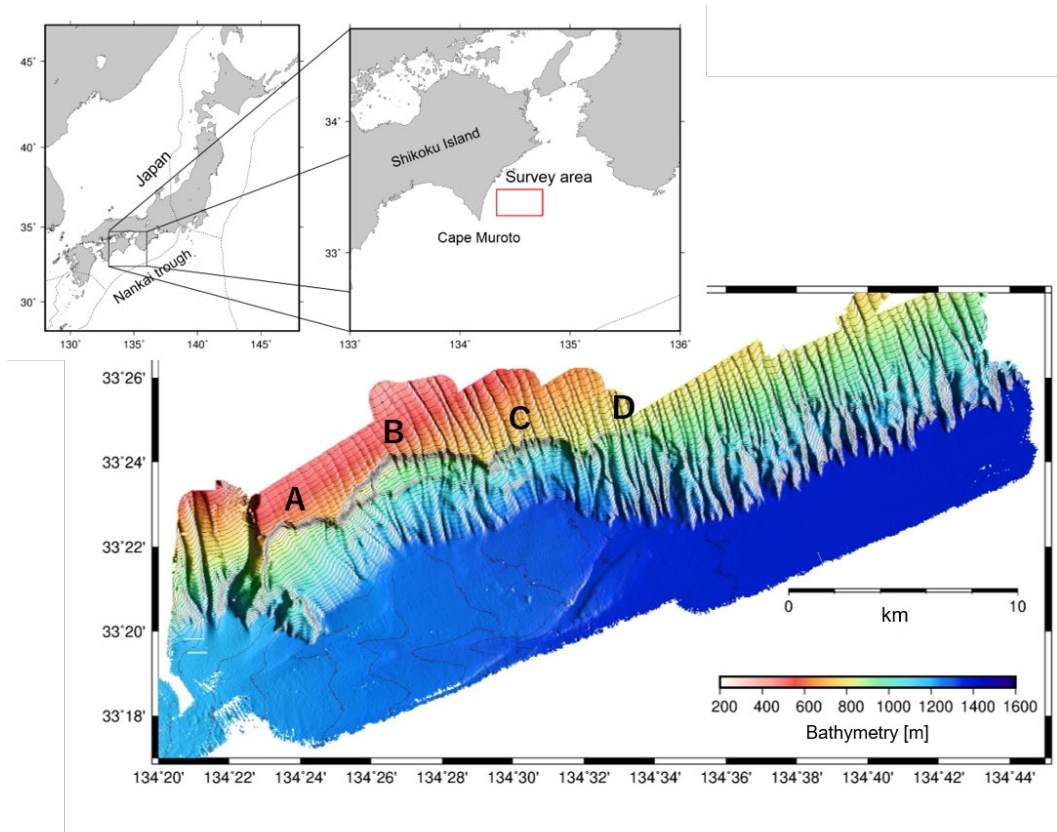 45°
40°
35°
30°
130°
135°
140°
145°
Japan
Nankai trough
34°
33°
133°
134°
135°
136°
Shikoku Island
Survey area
Cape Muroto
33°26'
33°24'
33°22'
33°20'
33°18'
A
B
C
D
0
10
km
200 400 600 800 1000 1200 1400 1600
Bathymetry [m]
134°20' 134°22' 134°24' 134°26' 134°28' 134°30' 134°32' 134°34' 134°36' 134°38' 134°40' 134°42' 134°44'